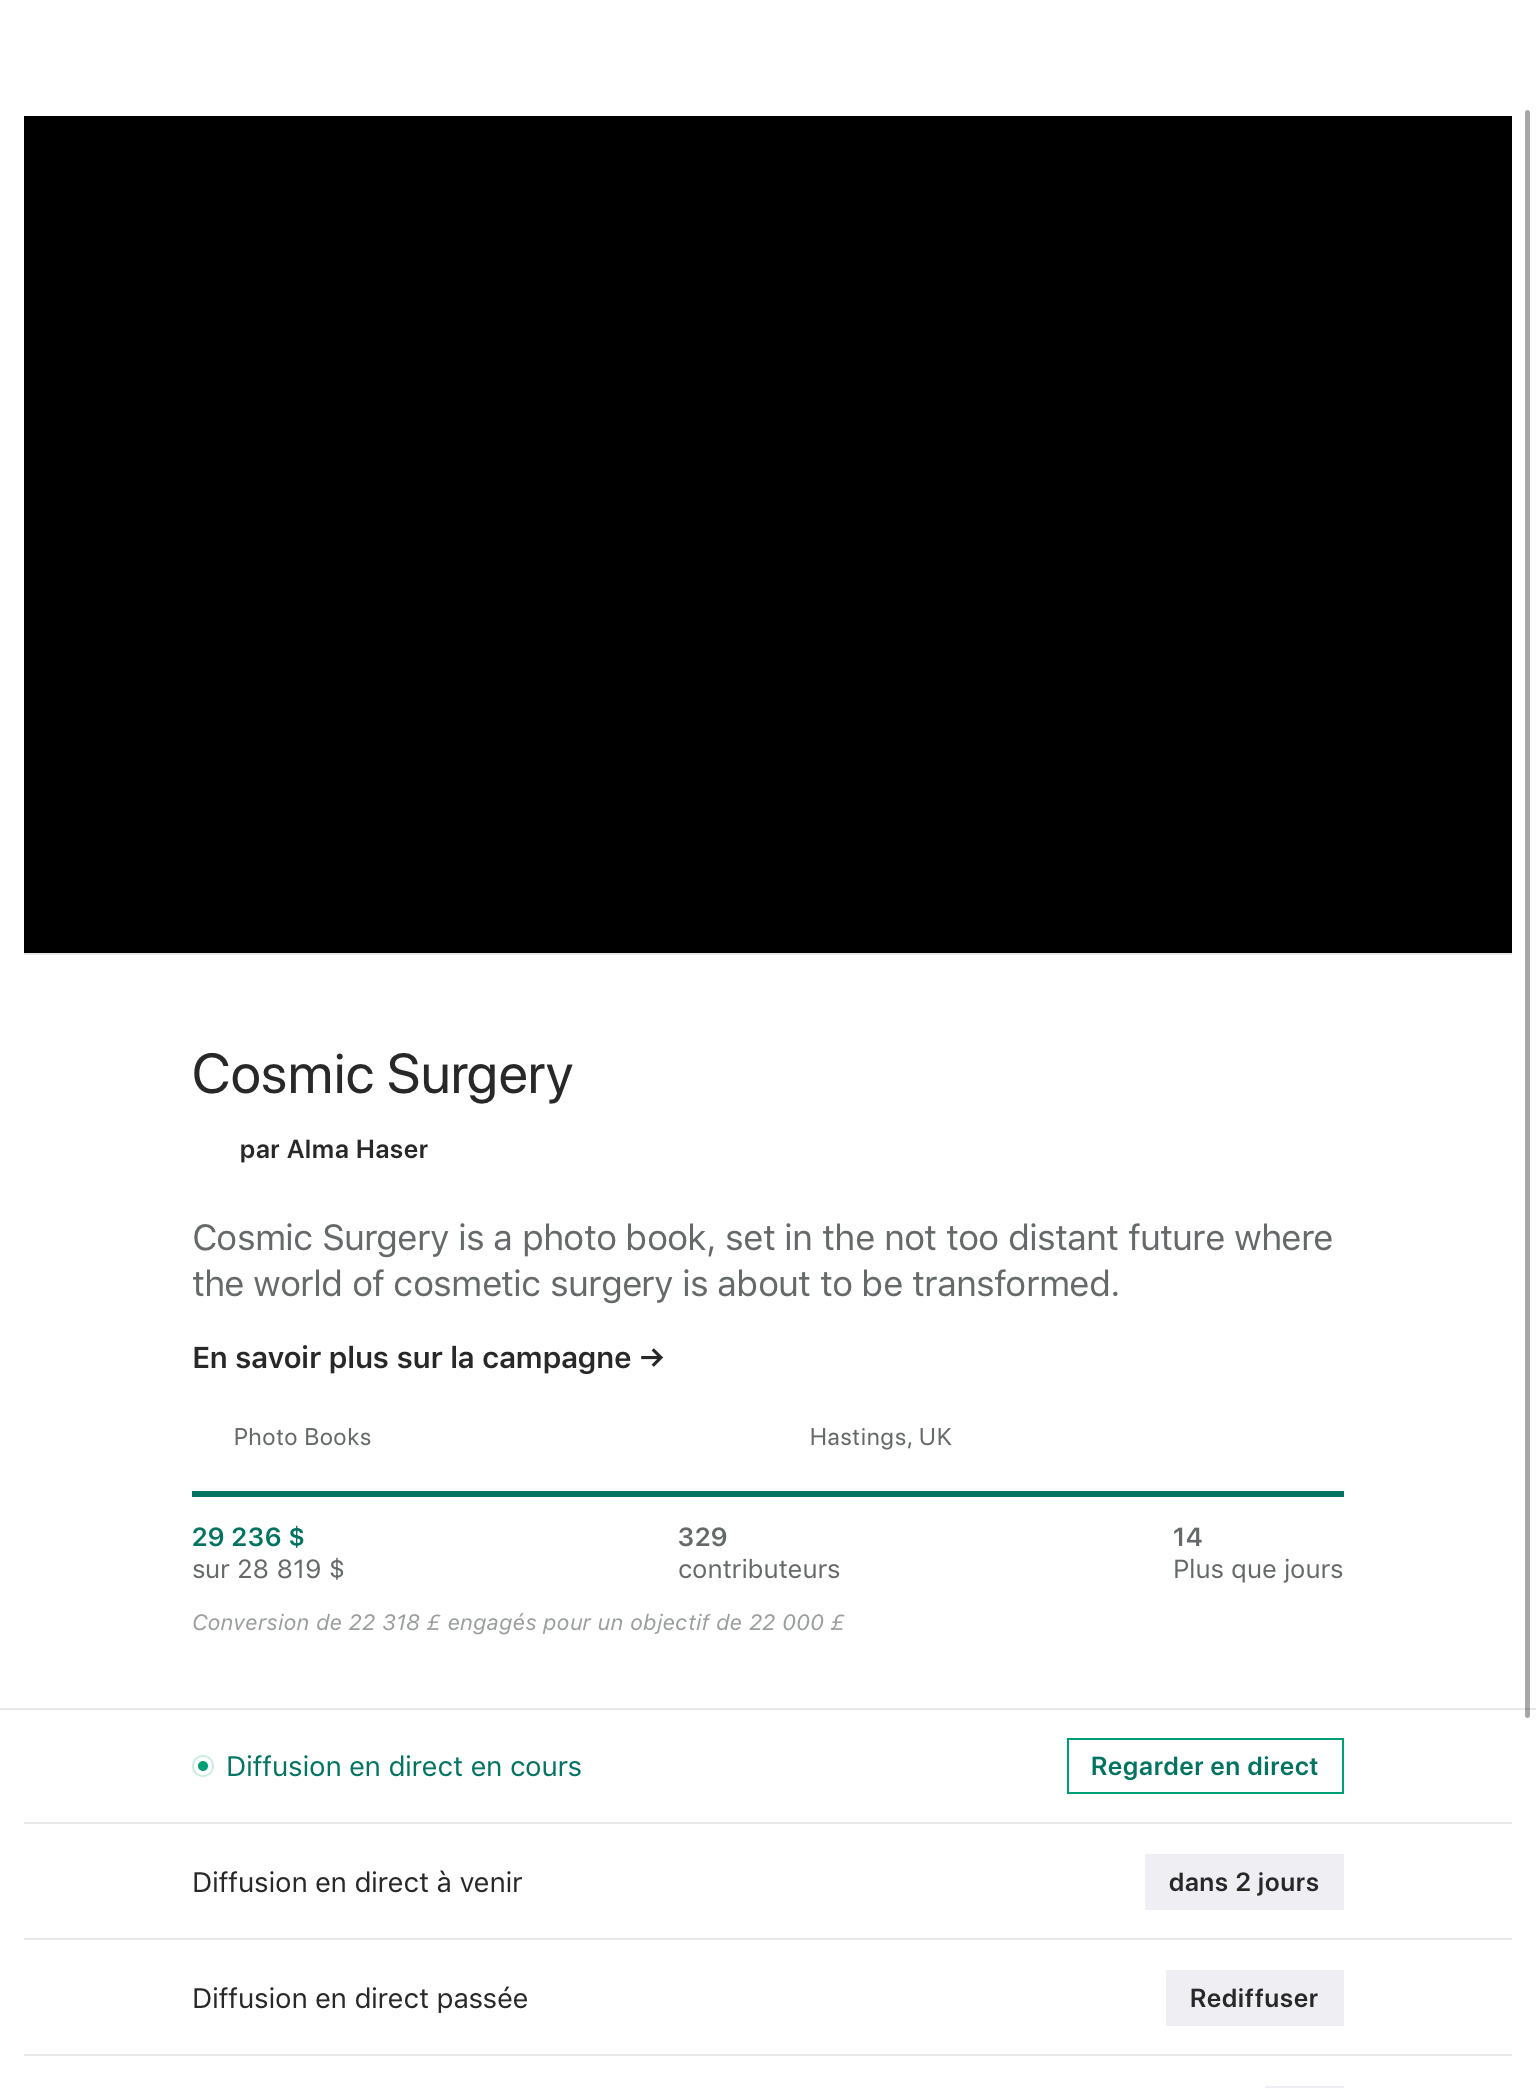 Cosmic Surgery
par Alma Haser
Cosmic Surgery is a photo book, set in the not too distant future where
the world of cosmetic surgery is about to be transformed.
En savoir plus sur la campagne →
Photo Books
Hastings, UK
29 236 $
sur 28 819 $
329
contributeurs
14
Plus que jours
Conversion de 22 318 £ engagés pour un objectif de 22 000 £
Diffusion en direct en cours
Regarder en direct
Diffusion en direct à venir
dans 2 jours
Diffusion en direct passée
Rediffuser